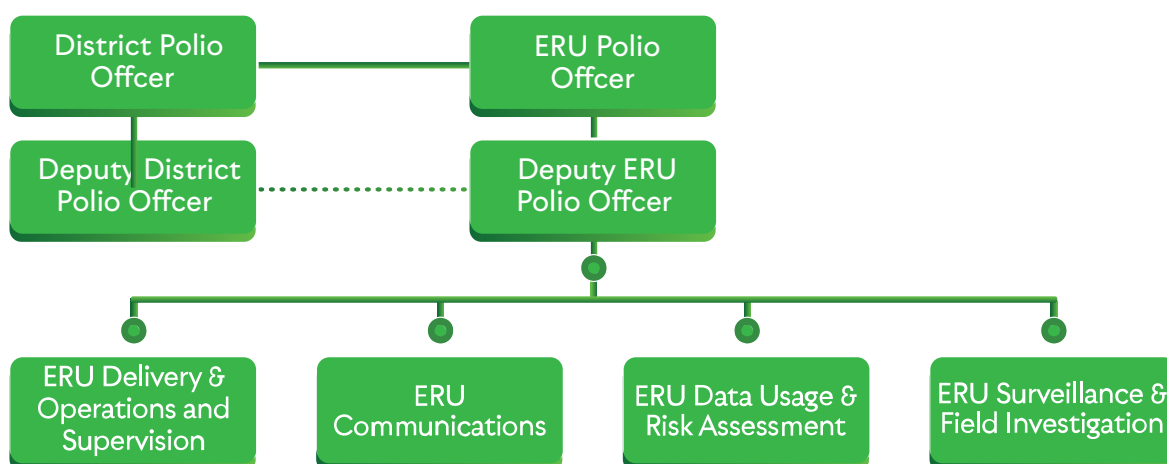 District Polio
Offcer
ERU Polio
Offcer
Deputy District
Polio Offcer
Deputy ERU
Polio Offcer
ERU Delivery &
Operations and
Supervision
ERU
Communications
ERU Data Usage &
Risk Assessment
ERU Surveillance &
Field Investigation